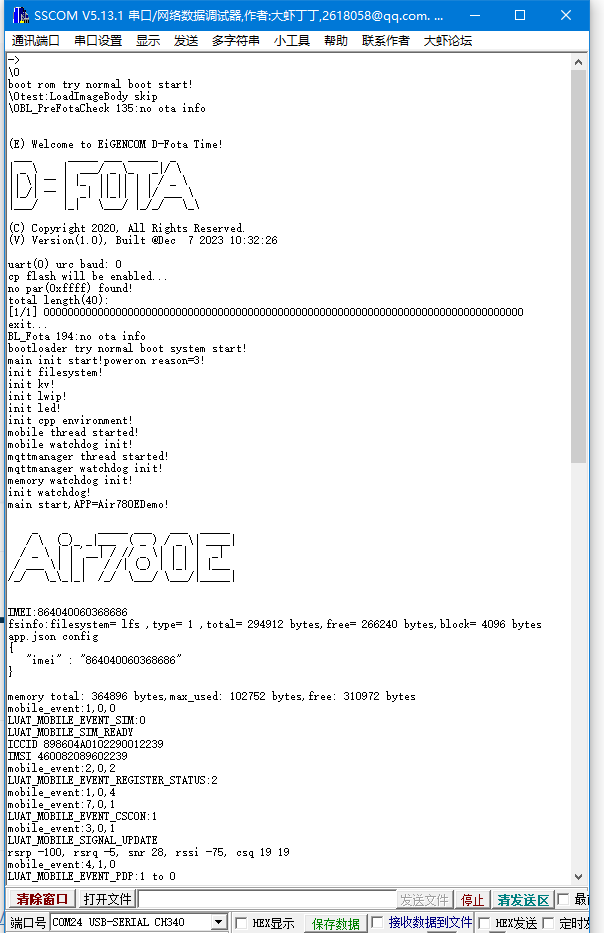 SSCOM V5.13.1 串口/网络数据调试器,作者:大虾丁丁,2618058@qq.com. ...
通讯端口 串口设置 显示 发送 多字符串 小工具 帮助 联系作者 大虾论坛
->
\0
boot rom try normal boot start!
\0test:LoadImageBody skip
\0BL_PreFotaCheck 135:no ota info
(E) Welcome to EiGENCOM D-Fota Time!
D-FOTA
(C) Copyright 2020, All Rights Reserved.
(V) Version(1.0), Built @Dec  7 2023 10:32:26
uart(0) urc baud: 0
cp flash will be enabled...
no par(0xffff) found!
total length(40):
exit...
BL_Fota 194:no ota info
bootloader try normal boot system start!
main init start!poweron reason=3!
init filesystem!
init kv!
init lwip!
init led!
init cpp environment!
mobile thread started!
mobile watchdog init!
mqttmanager thread started!
mqttmanager watchdog init!
memory watchdog init!
init watchdog!
main start,APP=Air780EDemo!
Air780E
IMEI:864040060368686
fsinfo:filesystem= lfs ,type= 1 ,total= 294912 bytes,free= 266240 bytes,block= 4096 bytes
app.json config
{
"imei" : "864040060368686"
}
memory total: 364896 bytes,max_used: 102752 bytes,free: 310972 bytes
mobile_event:1,0,0
LUAT_MOBILE_EVENT_SIM:0
LUAT_MOBILE_SIM_READY
ICCID 898604A0102290012239
IMSI 460082089602239
mobile_event:2,0,2
LUAT_MOBILE_EVENT_REGISTER_STATUS:2
mobile_event:1,0,4
mobile_event:7,0,1
LUAT_MOBILE_EVENT_CSCON:1
mobile_event:3,0,1
LUAT_MOBILE_SIGNAL_UPDATE
rsrp -100, rsrq -5, snr 28, rssi -75, csq 19 19
mobile_event:4,1,0
LUAT_MOBILE_EVENT_PDP:1 to 0
清除窗口 打开文件 发送文件 停止 清发送区 最
端口号 COM24 USB-SERIAL CH340 HEX显示 保存数据 接收数据到文件 HEX发送 定时